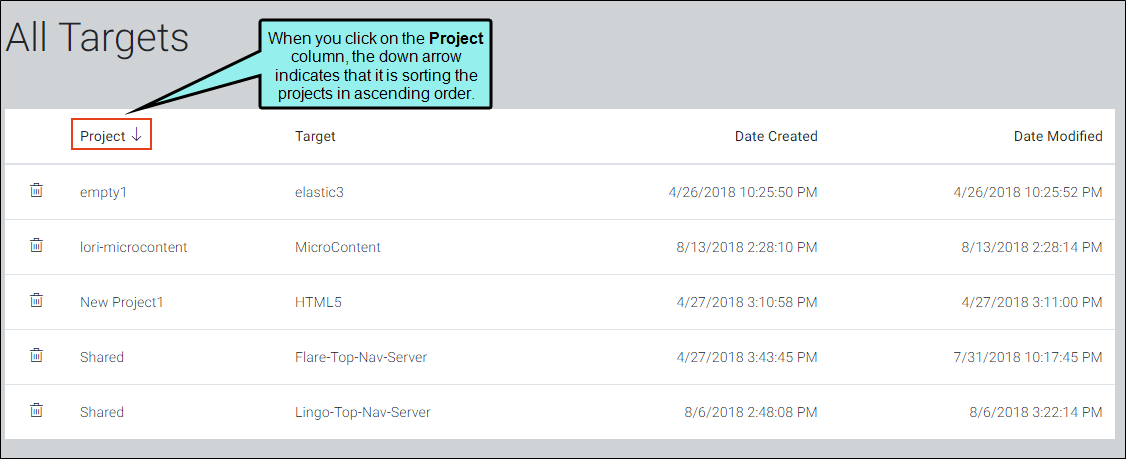 All Targets
When you click on the Project
column, the down arrow
indicates that it is sorting the
projects in ascending order.
Project ↓ Target Date Created Date Modified
empty1 elastic3 4/26/2018 10:25:50 PM 4/26/2018 10:25:52 PM
lori-microcontent MicroContent 8/13/2018 2:28:10 PM 8/13/2018 2:28:14 PM
New Project1 HTML5 4/27/2018 3:10:58 PM 4/27/2018 3:11:00 PM
Shared Flare-Top-Nav-Server 4/27/2018 3:43:45 PM 7/31/2018 10:17:45 PM
Shared Lingo-Top-Nav-Server 8/6/2018 2:48:08 PM 8/6/2018 3:22:14 PM